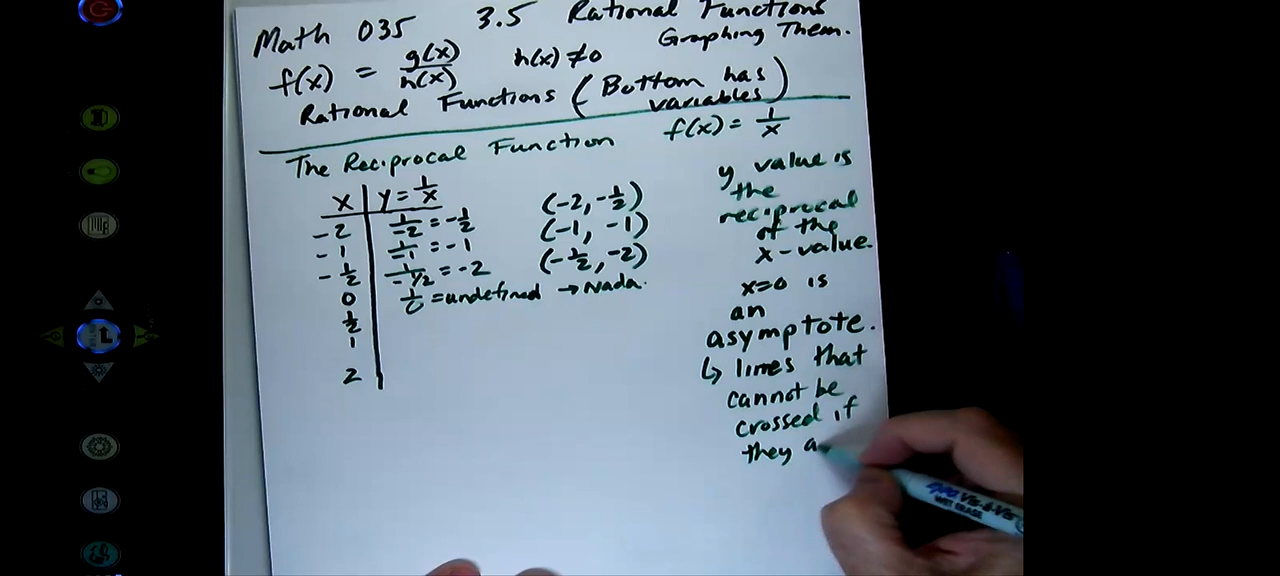 Math 035 3.5 Rational Functions
Graphing Them.
f(x) = g(x)/h(x) h(x) ≠ 0
Rational Functions (Bottom has variables)
The Reciprocal Function f(x) = 1/x
x | y = 1/x
-2 | 1/-2 = -1/2 (-2, -1/2)
-1 | 1/-1 = -1 (-1, -1)
-1/2 | 1/-1/2 = -2 (-1/2, -2)
0 | 1/0 = undefined → Nada.
1/2
1
2
y value is
the
reciprocal
of the
x-value.
x=0 is
an
asymptote.
↳ lines that
cannot be
crossed if
they a